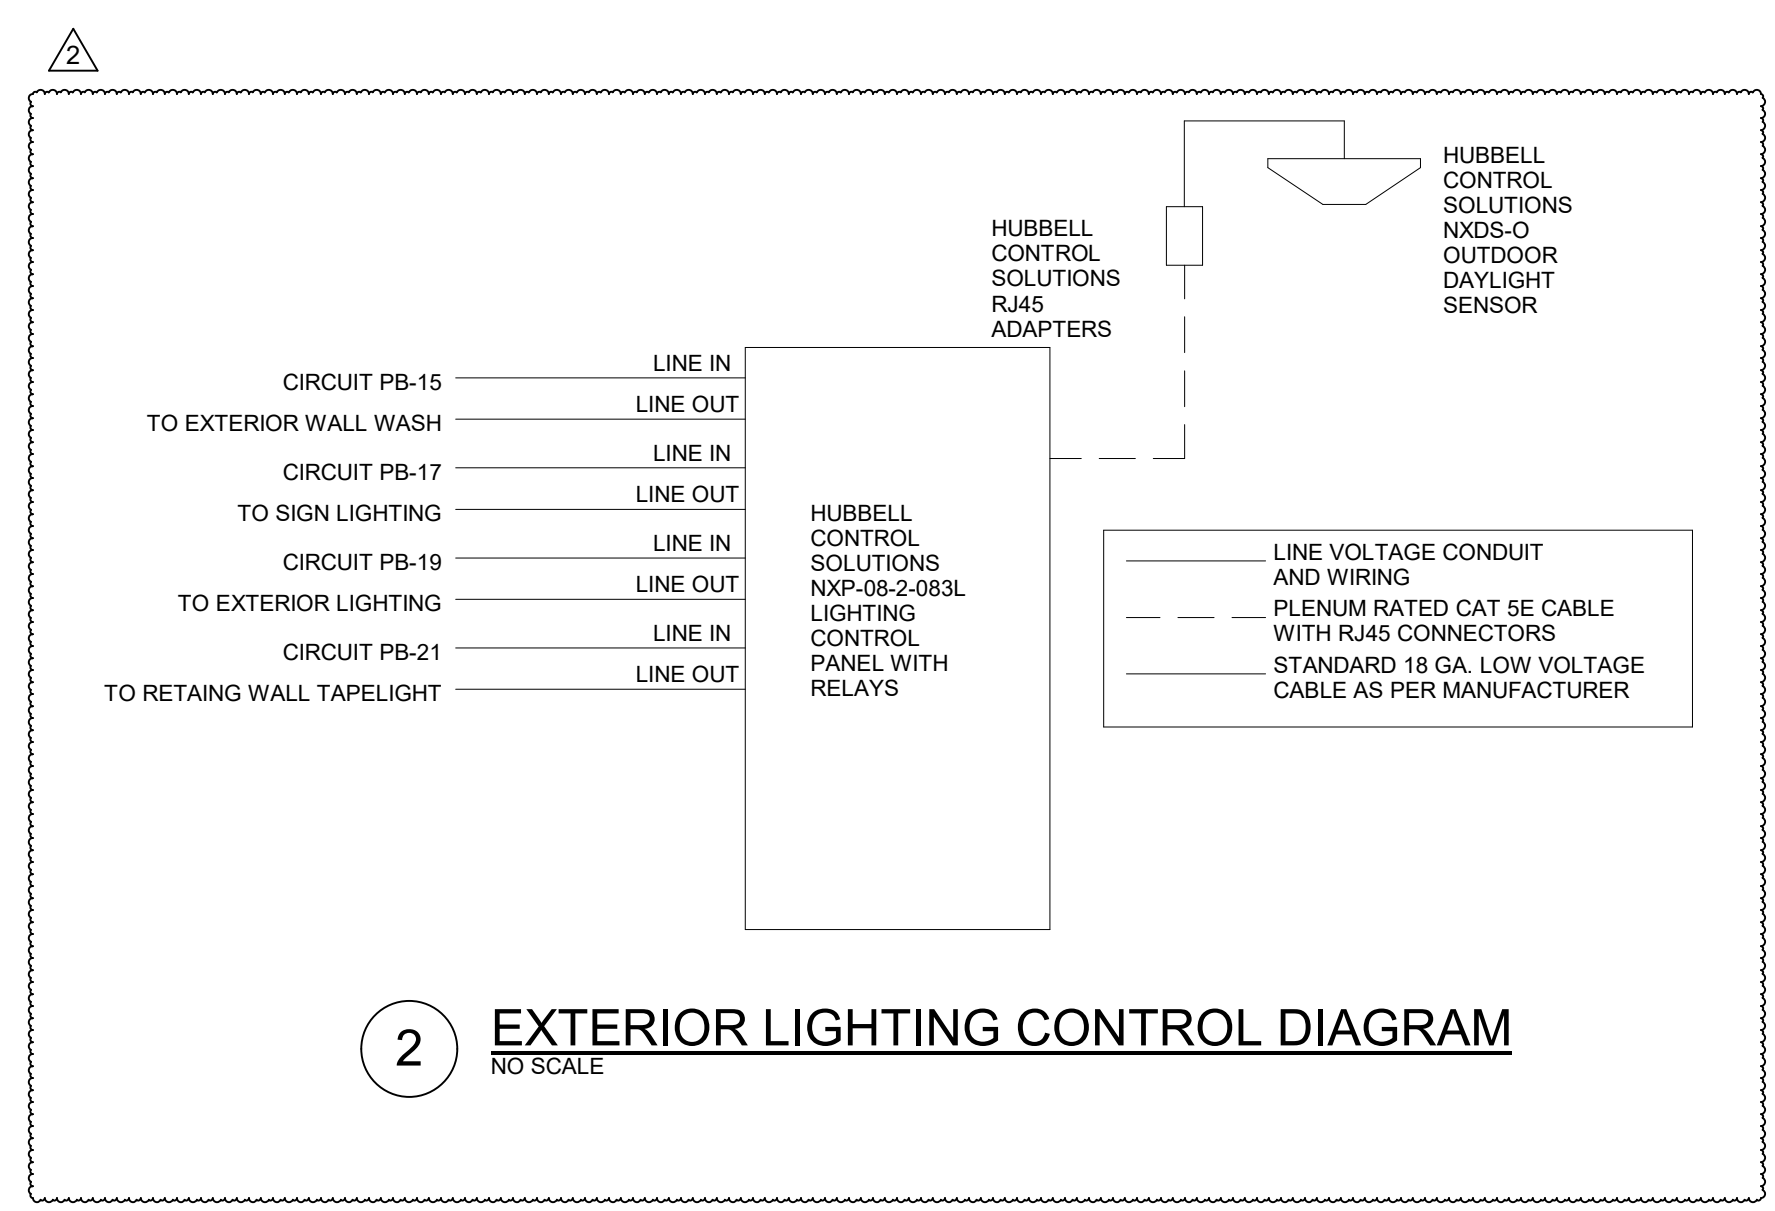 2
HUBBELL
CONTROL
SOLUTIONS
NXDS-O
OUTDOOR
DAYLIGHT
SENSOR
HUBBELL
CONTROL
SOLUTIONS
RJ45
ADAPTERS
LINE IN
CIRCUIT PB-15
LINE OUT
TO EXTERIOR WALL WASH
LINE IN
CIRCUIT PB-17
LINE OUT
TO SIGN LIGHTING
LINE IN
CIRCUIT PB-19
LINE OUT
TO EXTERIOR LIGHTING
LINE IN
CIRCUIT PB-21
LINE OUT
TO RETAING WALL TAPELIGHT
HUBBELL
CONTROL
SOLUTIONS
NXP-08-2-083L
LIGHTING
CONTROL
PANEL WITH
RELAYS
LINE VOLTAGE CONDUIT
AND WIRING
PLENUM RATED CAT 5E CABLE
WITH RJ45 CONNECTORS
STANDARD 18 GA. LOW VOLTAGE
CABLE AS PER MANUFACTURER
2
EXTERIOR LIGHTING CONTROL DIAGRAM
NO SCALE